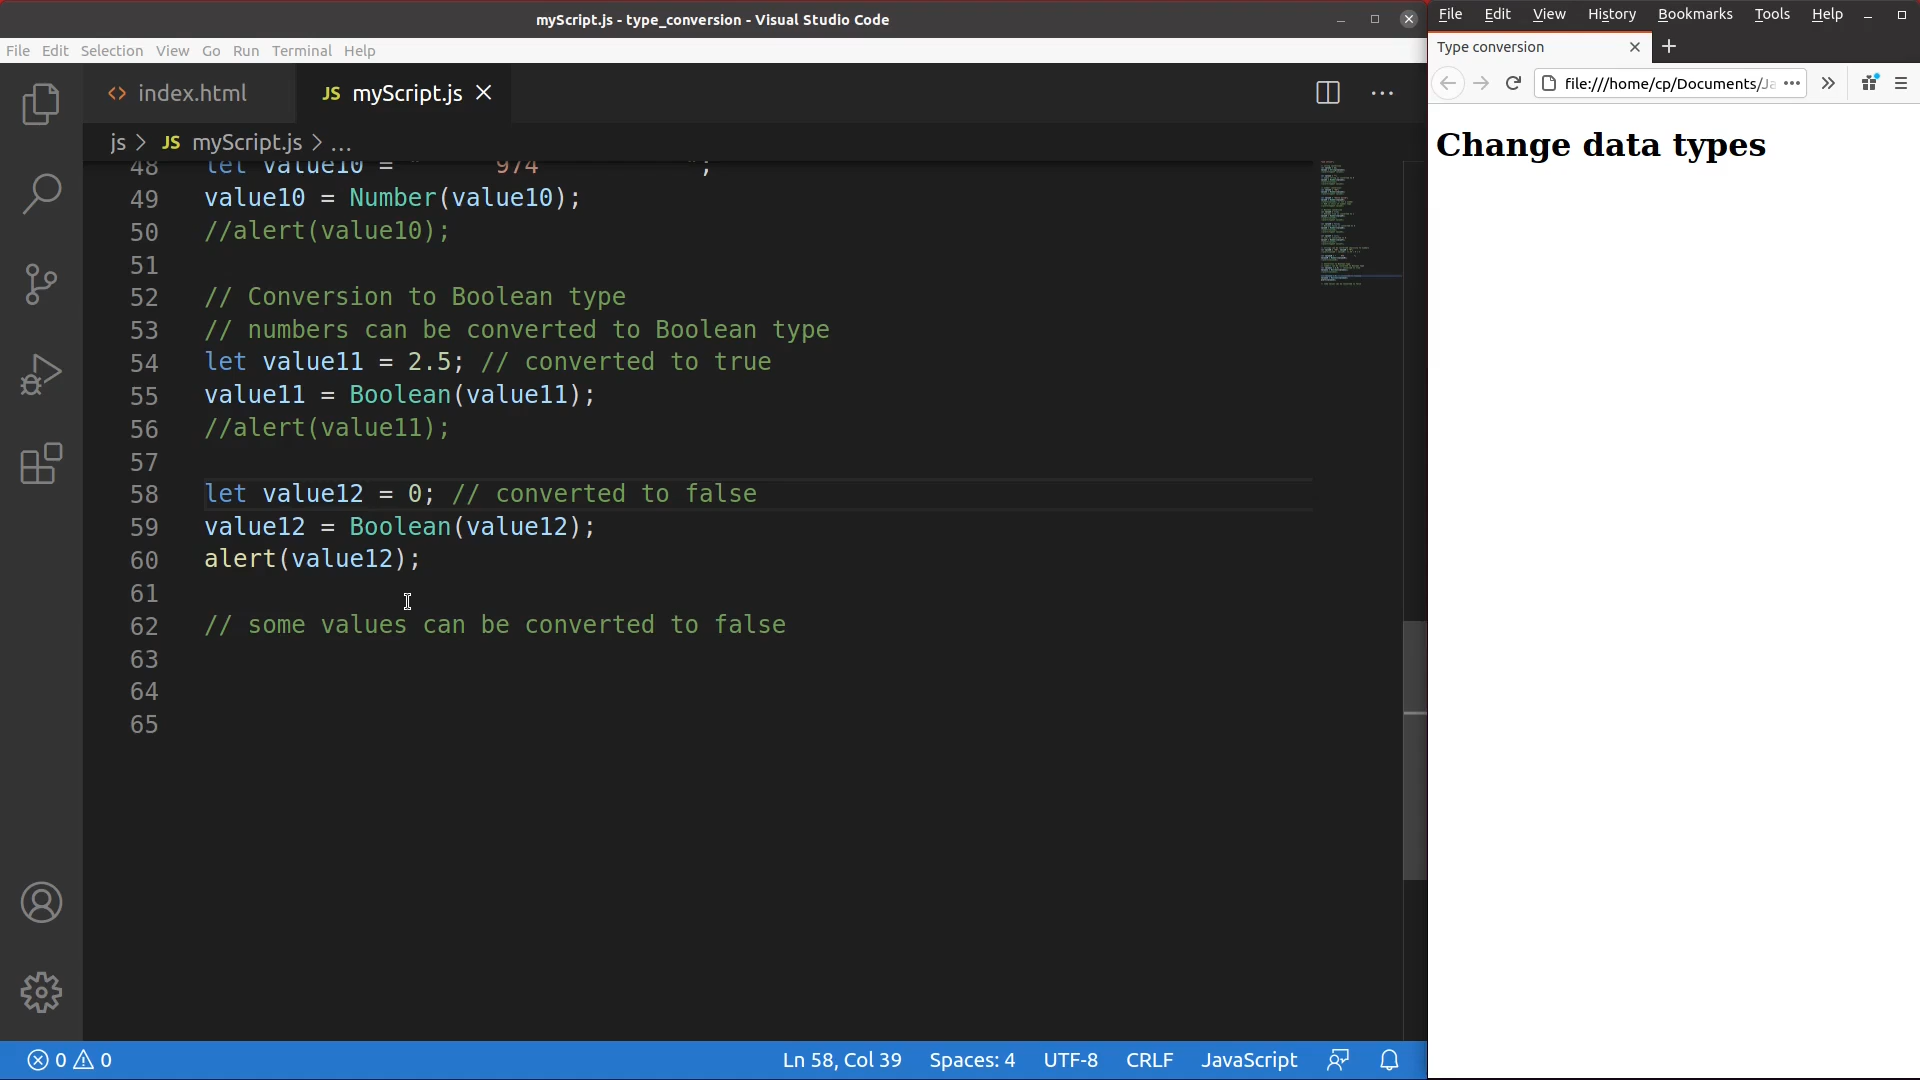 myScript.js - type_conversion - Visual Studio Code
File Edit Selection View Go Run Terminal Help
index.html
JS myScript.js
js > JS myScript.js > ...
48 let value10 = " 974 ";
49 value10 = Number(value10);
50 //alert(value10);
51
52 // Conversion to Boolean type
53 // numbers can be converted to Boolean type
54 let value11 = 2.5; // converted to true
55 value11 = Boolean(value11);
56 //alert(value11);
57
58 let value12 = 0; // converted to false
59 value12 = Boolean(value12);
60 alert(value12);
61
62 // some values can be converted to false
63
64
65
0 0
Ln 58, Col 39 Spaces: 4 UTF-8 CRLF JavaScript
File Edit View History Bookmarks Tools Help
Type conversion
file:///home/cp/Documents/Ja
Change data types